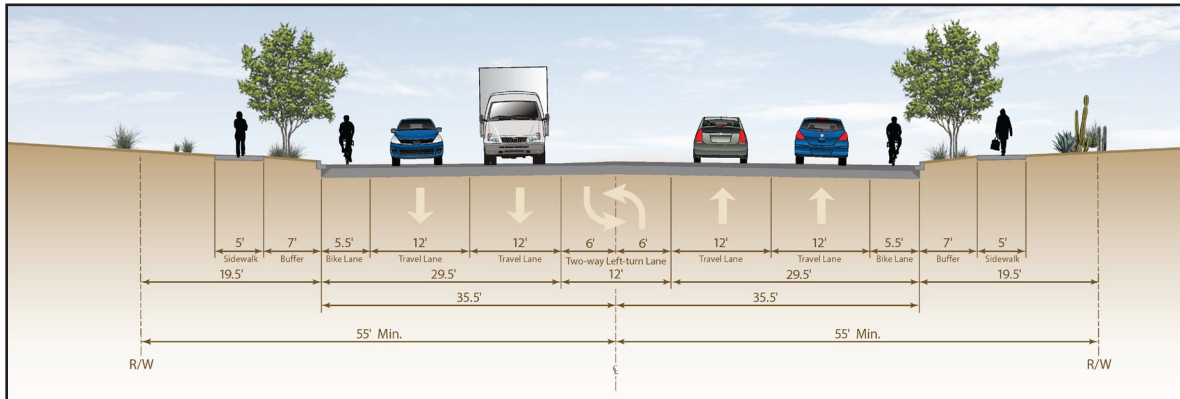 5' 7' 5.5' 12' 12' 6' 6' 12' 12' 5.5' 7' 5'
Sidewalk Buffer Bike Lane Travel Lane Travel Lane Two-way Left-turn Lane Travel Lane Travel Lane Bike Lane Buffer Sidewalk
19.5' 29.5' 12' 29.5' 19.5'
35.5' 35.5'
55' Min. 55' Min.
R/W ℄ R/W